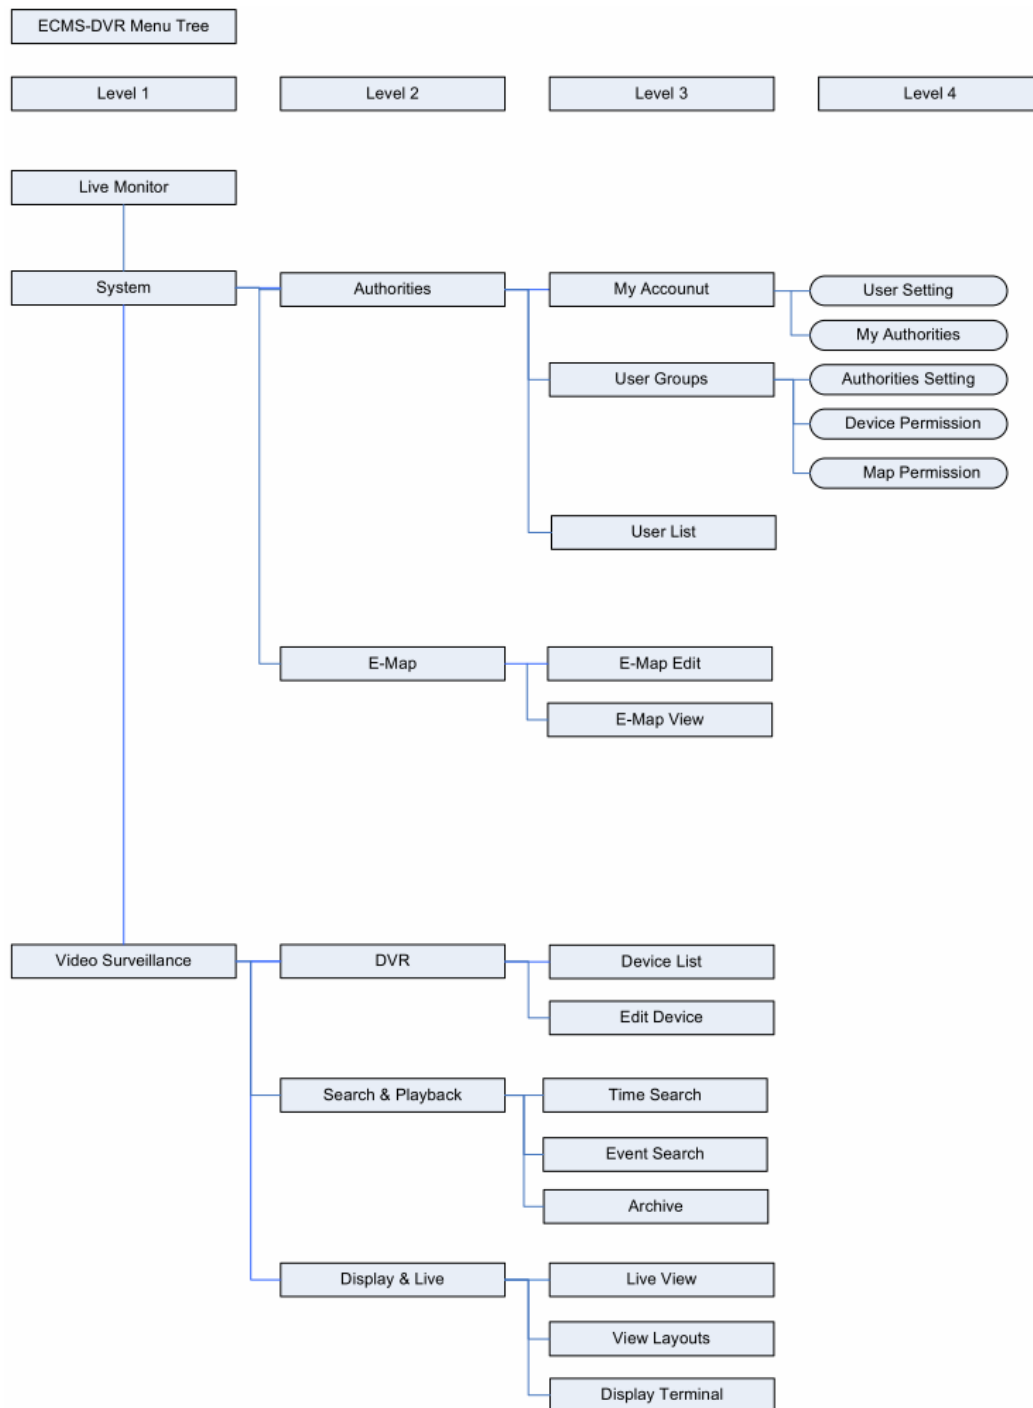 ECMS-DVR Menu Tree
Level 1
Level 2
Level 3
Level 4
Live Monitor
System
Authorities
My Accounut
User Setting
My Authorities
User Groups
Authorities Setting
Device Permission
Map Permission
User List
E-Map
E-Map Edit
E-Map View
Video Surveillance
DVR
Device List
Edit Device
Search & Playback
Time Search
Event Search
Archive
Display & Live
Live View
View Layouts
Display Terminal